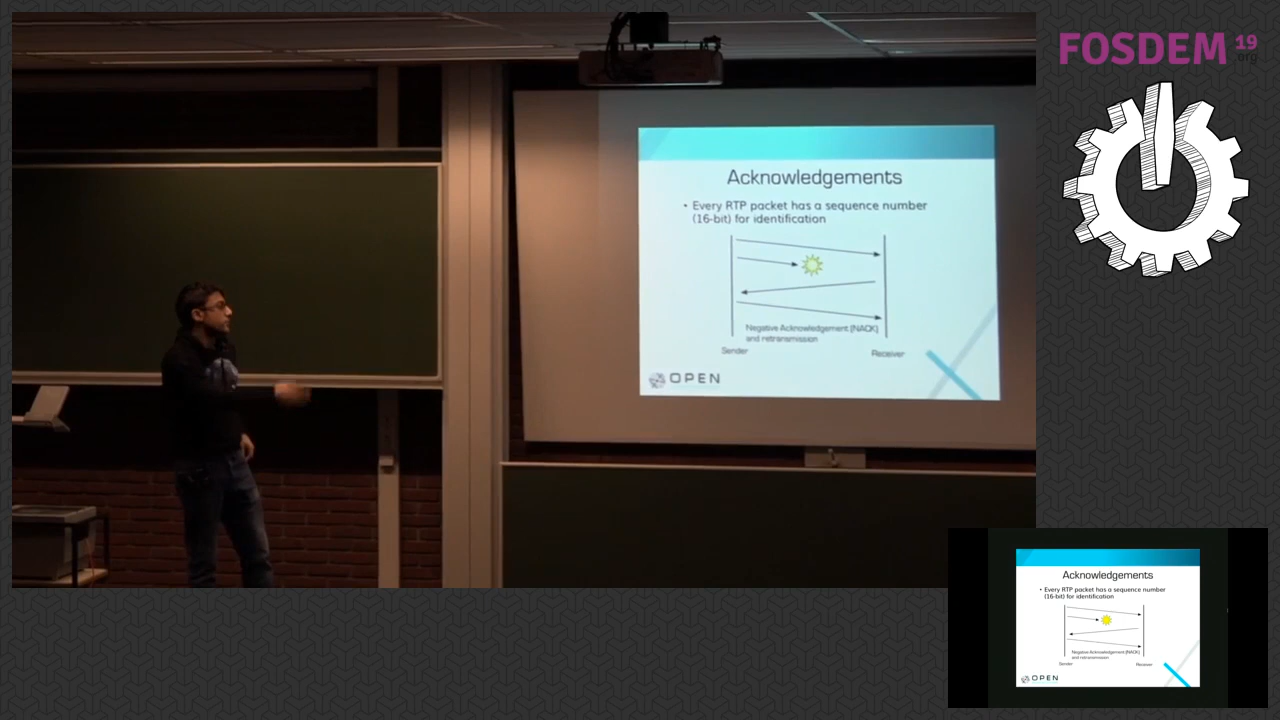 FOSDEM 19
.org
Acknowledgements
• Every RTP packet has a sequence number
(16-bit) for identification
Negative Acknowledgement (NACK)
and retransmission
Sender
Receiver
OPEN
Acknowledgements
• Every RTP packet has a sequence number
(16-bit) for identification
Negative Acknowledgement (NACK)
and retransmission
Sender
Receiver
OPEN